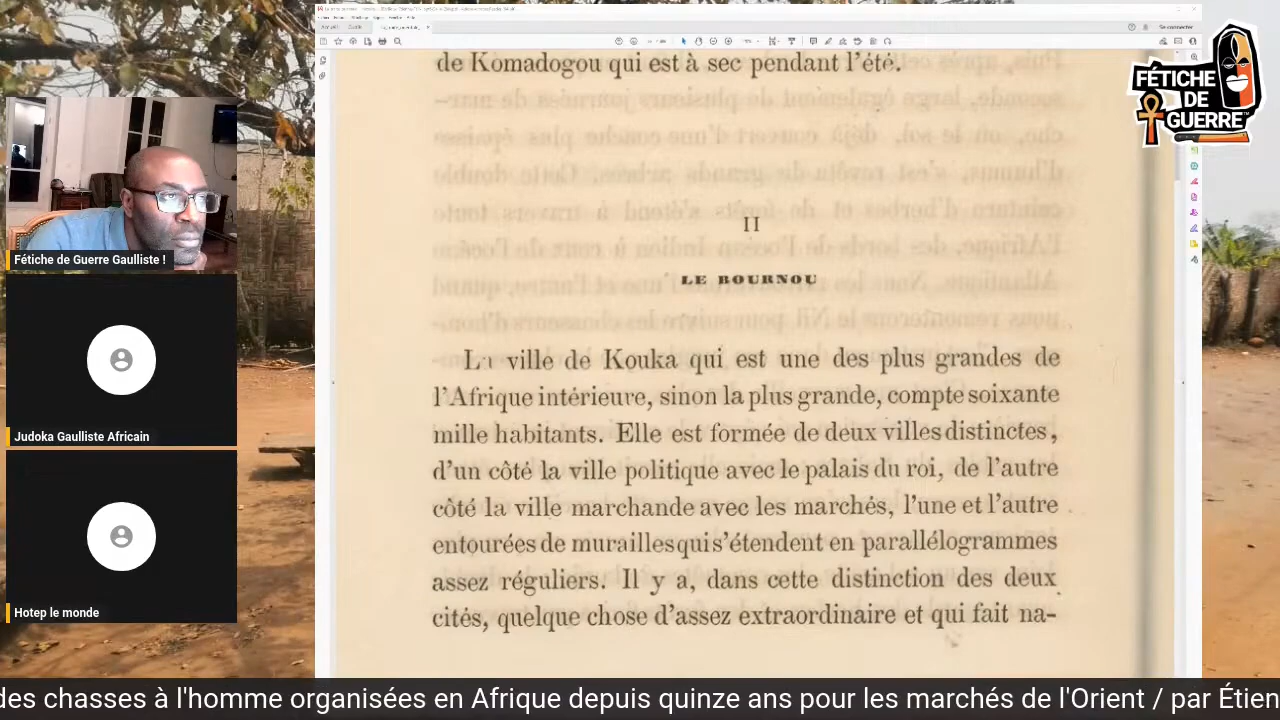 Se connecter
FÉTICHE
DE
GUERRE™
de Komadogou qui est à sec pendant l'été.
II
LE BOURNOU
La ville de Kouka qui est une des plus grandes de
l'Afrique intérieure, sinon la plus grande, compte soixante
mille habitants. Elle est formée de deux villes distinctes,
d'un côté la ville politique avec le palais du roi, de l'autre
côté la ville marchande avec les marchés, l'une et l'autre
entourées de murailles qui s'étendent en parallélogrammes
assez réguliers. Il y a, dans cette distinction des deux
cités, quelque chose d'assez extraordinaire et qui fait na-
Fétiche de Guerre Gaulliste !
Judoka Gaulliste Africain
Hotep le monde
des chasses à l'homme organisées en Afrique depuis quinze ans pour les marchés de l'Orient / par Étien